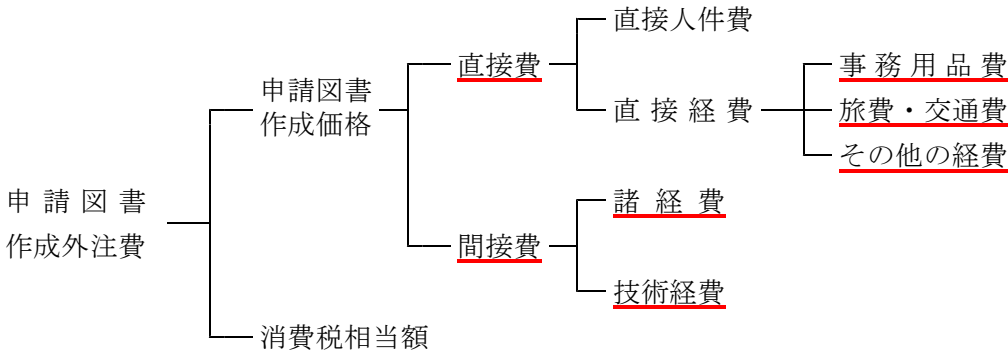 直接人件費
直接費
事務用品費
申請図書
作成価格
直接経費
旅費・交通費
その他の経費
申請図書
作成外注費
諸経費
間接費
技術経費
消費税相当額